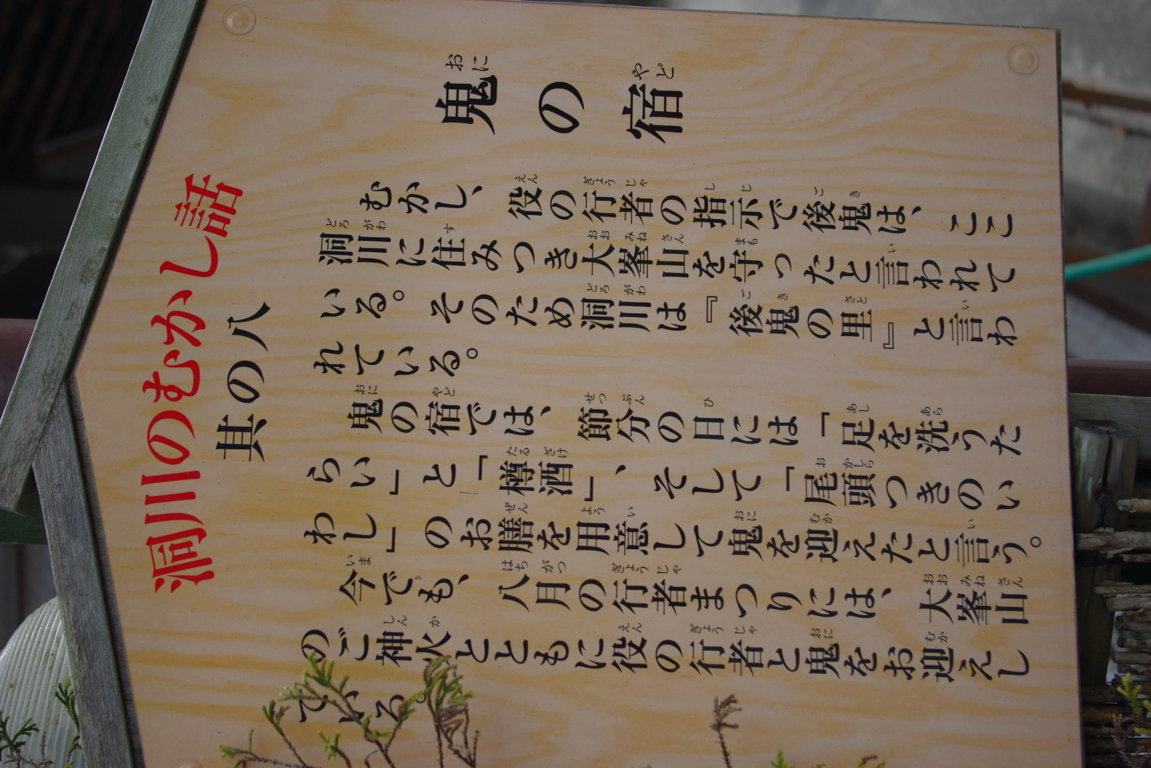 洞川のむかし話
其の八
鬼の宿
むかし、役の行者の指示で後鬼は、ここ
洞川に住みつき大峯山を守ったと言われて
いる。そのため洞川は『後鬼の里』と言わ
れている。
鬼の宿では、節分の日には「足を洗うた
らい」と「樽酒」、そして「尾頭つきのい
わし」のお膳を用意して鬼を迎えたと言う。
今でも、八月の行者まつりには、大峯山
のご神火とともに役の行者と鬼をお迎えし
ている。